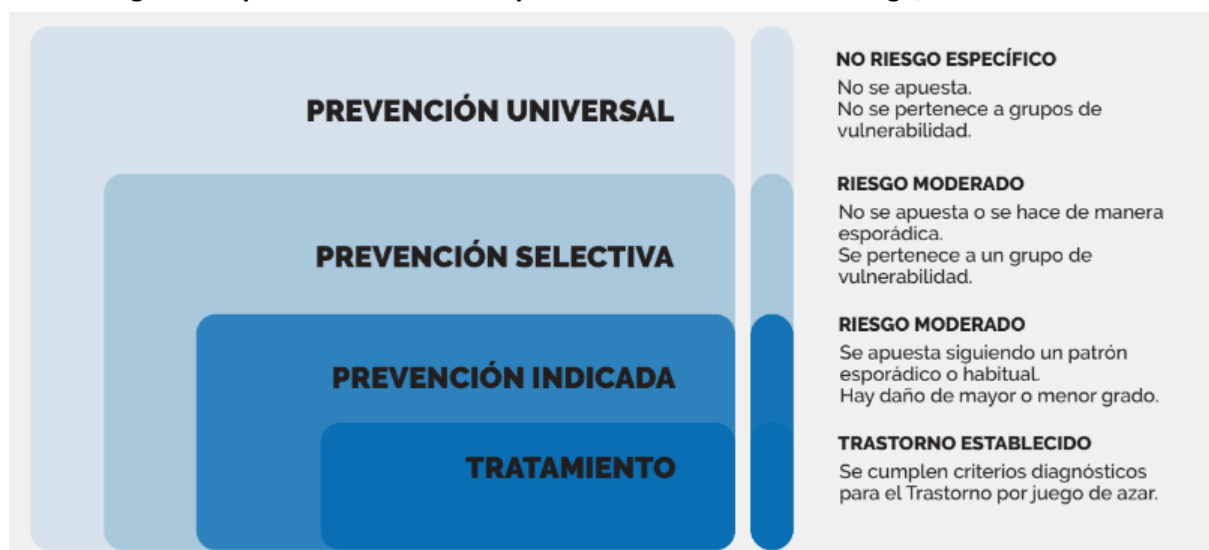 PREVENCIÓN UNIVERSAL
NO RIESGO ESPECÍFICO
No se apuesta.
No se pertenece a grupos de
vulnerabilidad.
PREVENCIÓN SELECTIVA
RIESGO MODERADO
No se apuesta o se hace de manera
esporádica.
Se pertenece a un grupo de
vulnerabilidad.
PREVENCIÓN INDICADA
RIESGO MODERADO
Se apuesta siguiendo un patrón
esporádico o habitual.
Hay daño de mayor o menor grado.
TRATAMIENTO
TRASTORNO ESTABLECIDO
Se cumplen criterios diagnósticos
para el Trastorno por juego de azar.